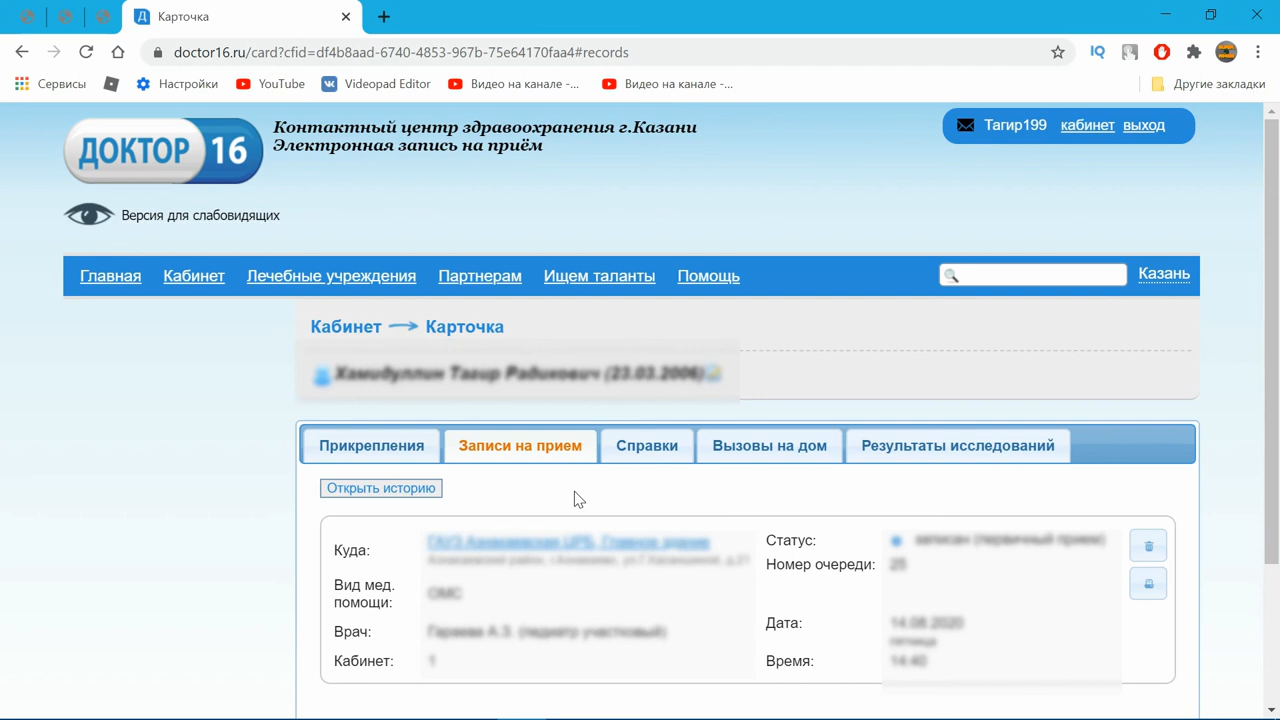 Карточка
doctor16.ru/card?cfid=df4b8aad-6740-4853-967b-75e64170faa4#records
Сервисы
Настройки
YouTube
Videopad Editor
Видео на канале -...
Видео на канале -...
Другие закладки
ДОКТОР 16
Контактный центр здравоохранения г.Казани
Электронная запись на приём
Тагир199 кабинет выход
Версия для слабовидящих
Главная Кабинет Лечебные учреждения Партнерам Ищем таланты Помощь
Казань
Кабинет Карточка
Прикрепления Записи на прием Справки Вызовы на дом Результаты исследований
Открыть историю
Куда:
Вид мед. помощи:
Врач:
Кабинет:
Статус:
Номер очереди:
Дата:
Время: